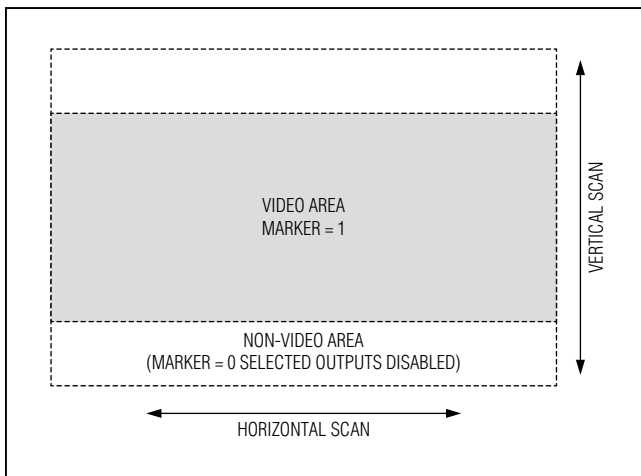 VIDEO AREA
MARKER = 1
VERTICAL SCAN
NON-VIDEO AREA
(MARKER = 0 SELECTED OUTPUTS DISABLED)
HORIZONTAL SCAN